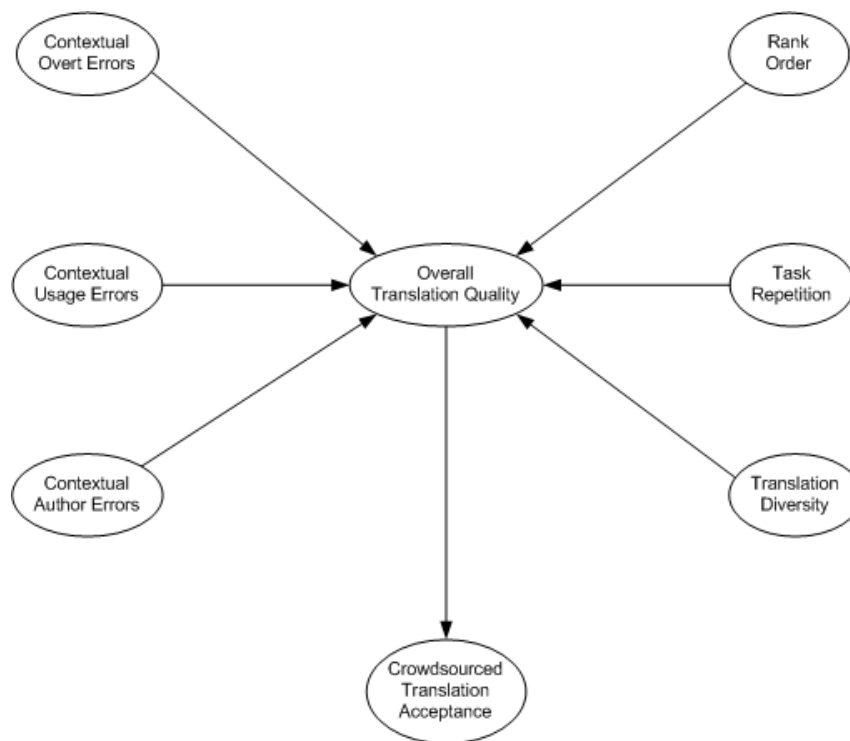 Contextual
Overt Errors
Rank
Order
Contextual
Usage Errors
Overall
Translation Quality
Task
Repetition
Contextual
Author Errors
Translation
Diversity
Crowdsourced
Translation
Acceptance